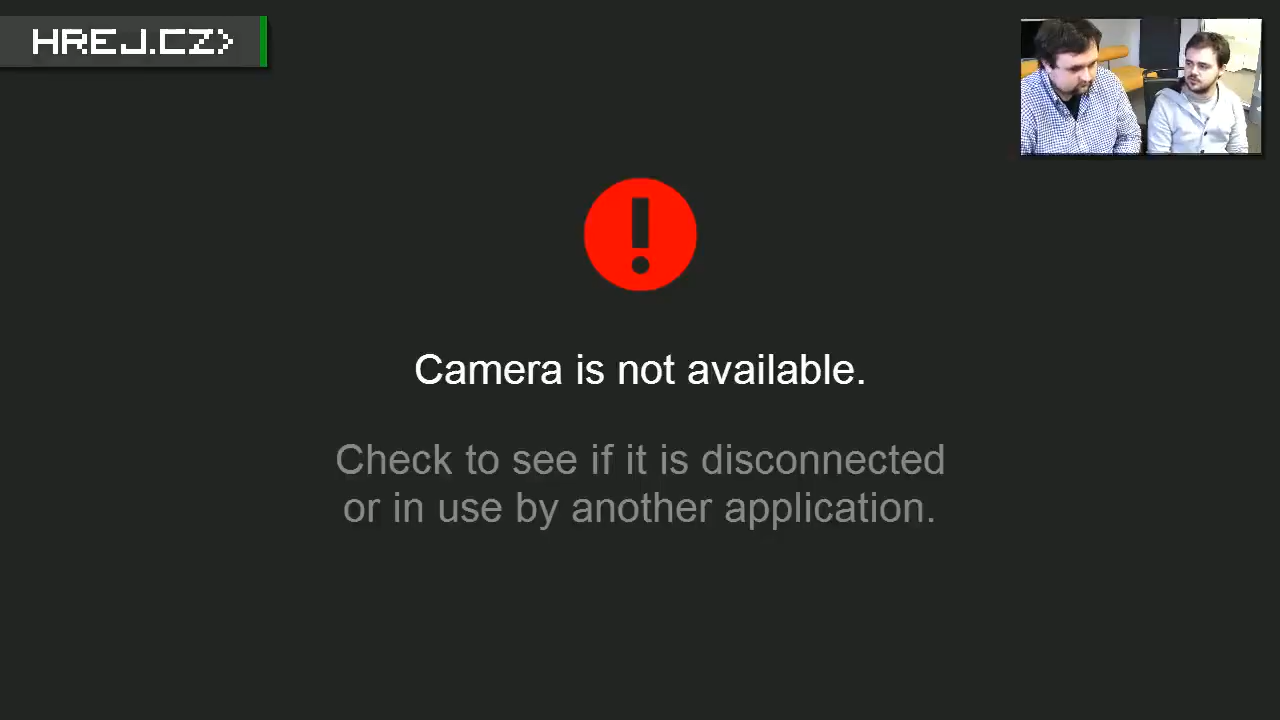 HREJ.CZ>
Camera is not available.
Check to see if it is disconnected
or in use by another application.